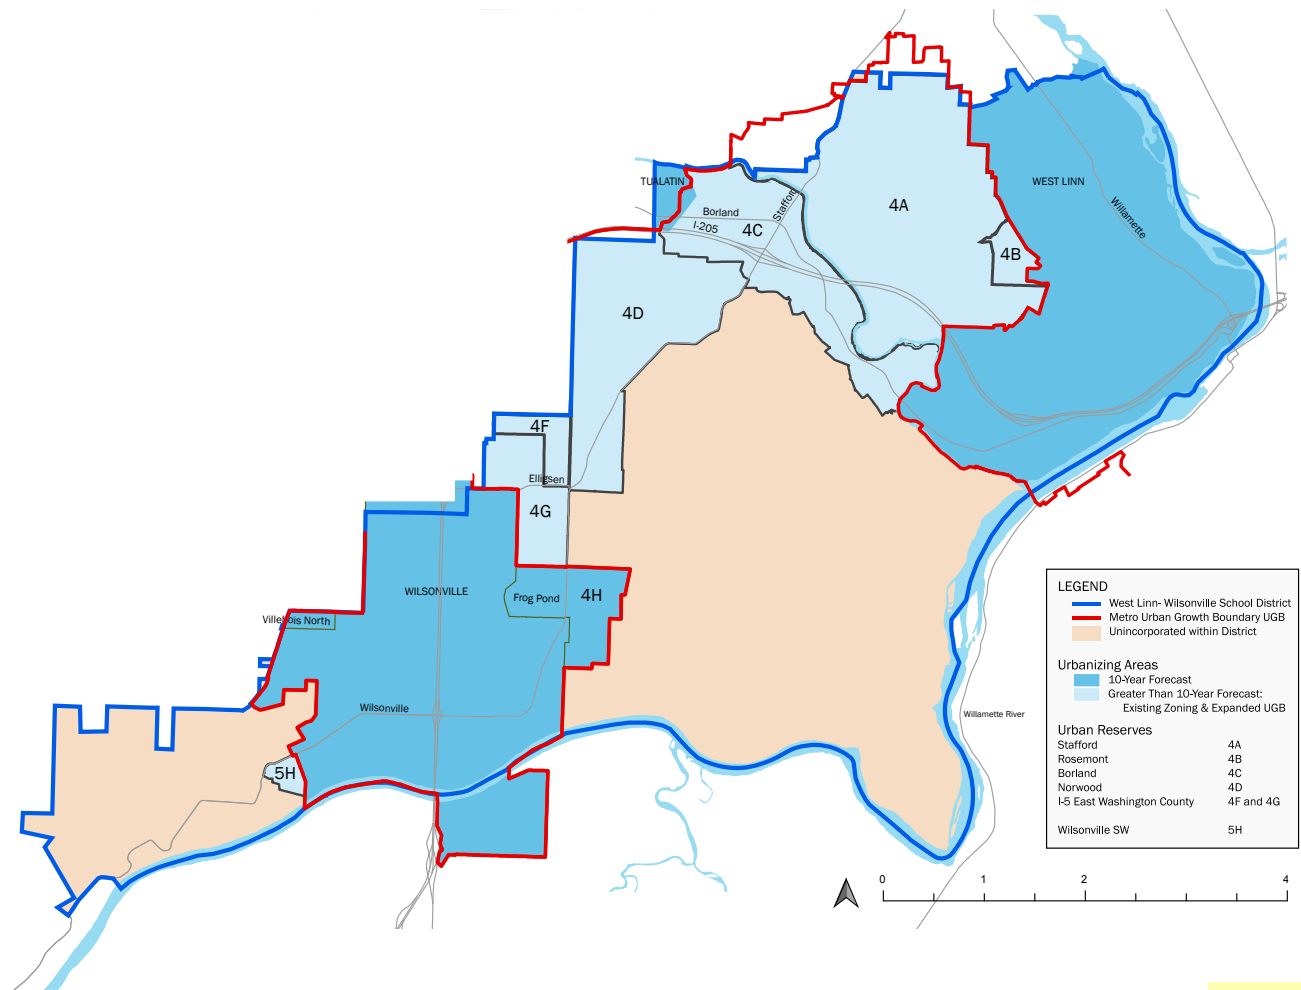 TUALATIN
WEST LINN
4A
Borland
Stafford
4C
I-205
Willamette
4B
4D
4F
Elligsen
4G
WILSONVILLE
Frog Pond
4H
Villebois North
Wilsonville
Willamette River
5H
LEGEND
West Linn- Wilsonville School District
Metro Urban Growth Boundary UGB
Unincorporated within District
Urbanizing Areas
10-Year Forecast
Greater Than 10-Year Forecast:
Existing Zoning & Expanded UGB
Urban Reserves
Stafford 4A
Rosemont 4B
Borland 4C
Norwood 4D
I-5 East Washington County 4F and 4G
Wilsonville SW 5H
0 1 2 4